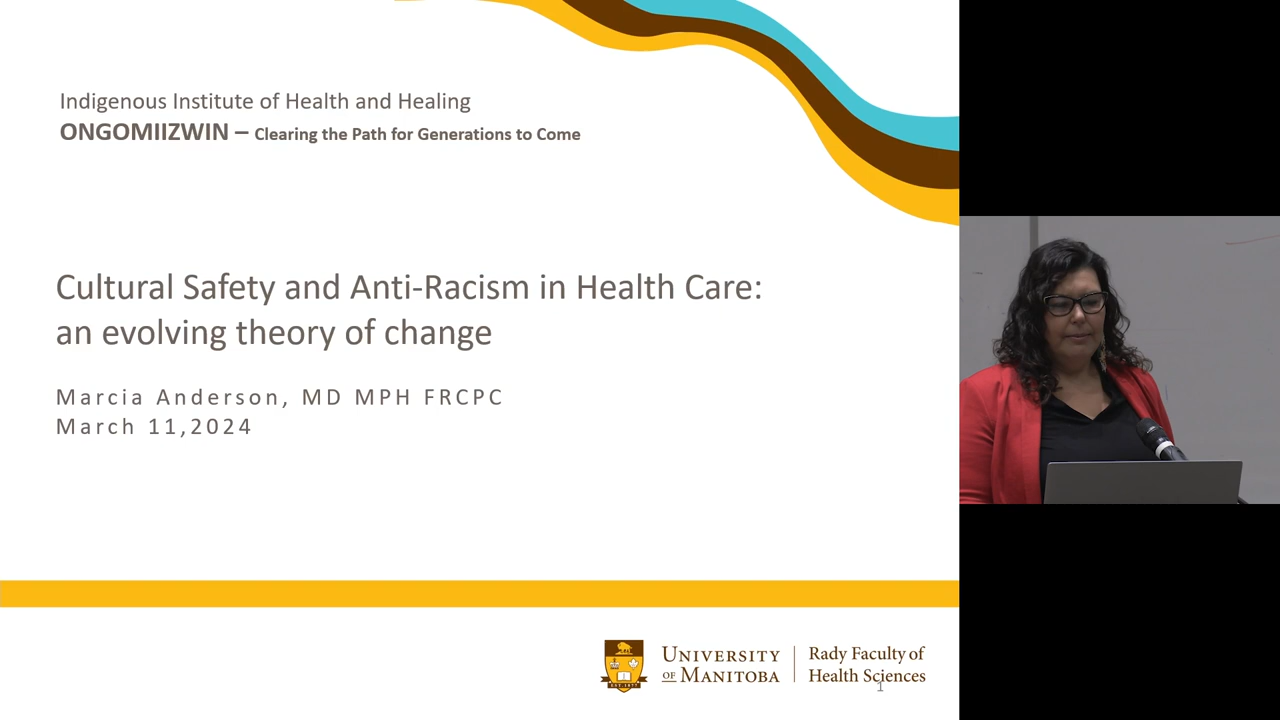 Indigenous Institute of Health and Healing
ONGOMIIZWIN – Clearing the Path for Generations to Come
Cultural Safety and Anti-Racism in Health Care:
an evolving theory of change
Marcia Anderson, MD MPH FRCPC
March 11,2024
UNIVERSITY
OF MANITOBA
Rady Faculty of
Health Sciences